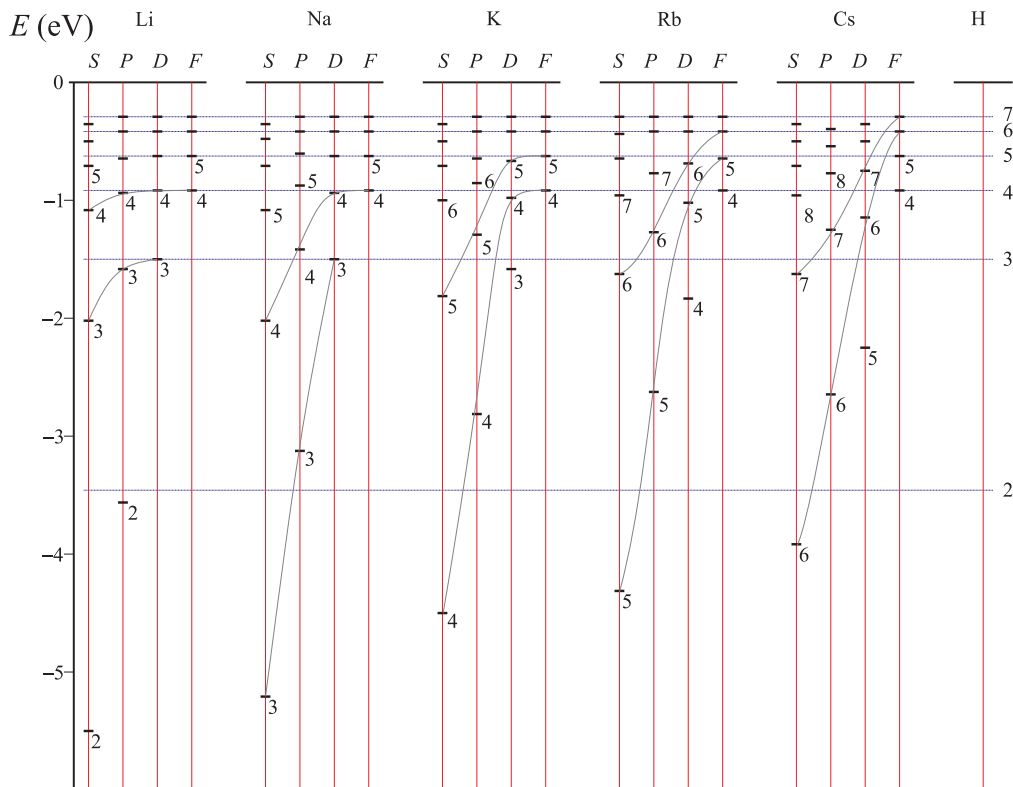 E (eV) Li Na K Rb Cs H
S P D F S P D F S P D F S P D F S P D F
0
7
6
5 5 5 5 5 5 5
5 5 6 6 7 8 7
–1 4 4 4 4 5 4 4 6 4 4 7 5 4 8 4 4
5 6 7 6
4 3 3
3 3 3
–2 3 4 5 6 7
4
5
–3 3 4 5 6
2 2
–4
6
5
4
–5
3
2